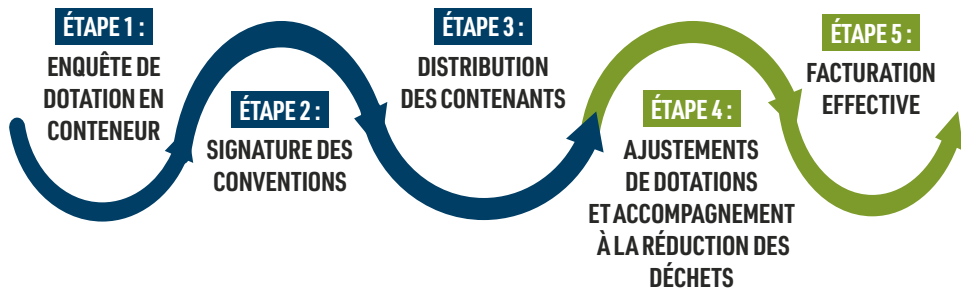 ÉTAPE 1 :
ENQUÊTE DE
DOTATION EN
CONTENEUR
ÉTAPE 2 :
SIGNATURE DES
CONVENTIONS
ÉTAPE 3 :
DISTRIBUTION
DES CONTENANTS
ÉTAPE 4 :
AJUSTEMENTS
DE DOTATIONS
ET ACCOMPAGNEMENT
À LA RÉDUCTION DES
DÉCHETS
ÉTAPE 5 :
FACTURATION
EFFECTIVE